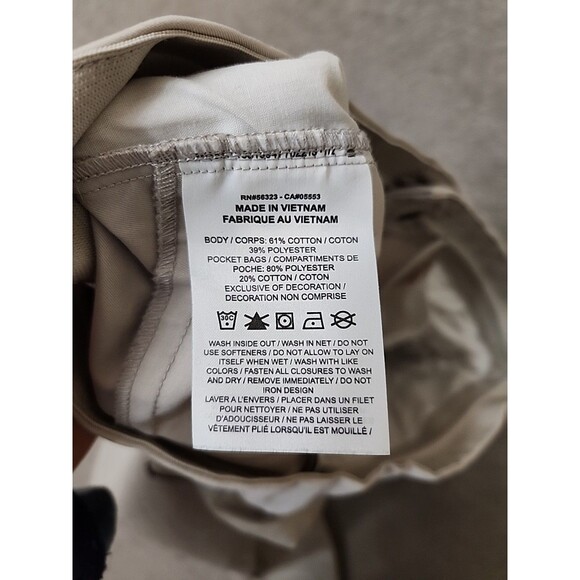 RN#56323 - CA#05553
MADE IN VIETNAM
FABRIQUE AU VIETNAM
BODY / CORPS: 61% COTTON / COTON
39% POLYESTER
POCKET BAGS / COMPARTIMENTS DE
POCHE: 80% POLYESTER
20% COTTON / COTON
EXCLUSIVE OF DECORATION /
DECORATION NON COMPRISE
30C
WASH INSIDE OUT / WASH IN NET / DO NOT
USE SOFTENERS / DO NOT ALLOW TO LAY ON
ITSELF WHEN WET / WASH WITH LIKE
COLORS / FASTEN ALL CLOSURES TO WASH
AND DRY / REMOVE IMMEDIATELY / DO NOT
IRON DESIGN
LAVER A L'ENVERS / PLACER DANS UN FILET
POUR NETTOYER / NE PAS UTILISER
D'ADOUCISSEUR / NE PAS LAISSER LE
VÊTEMENT PLIÉ LORSQU'IL EST MOUILLÉ /